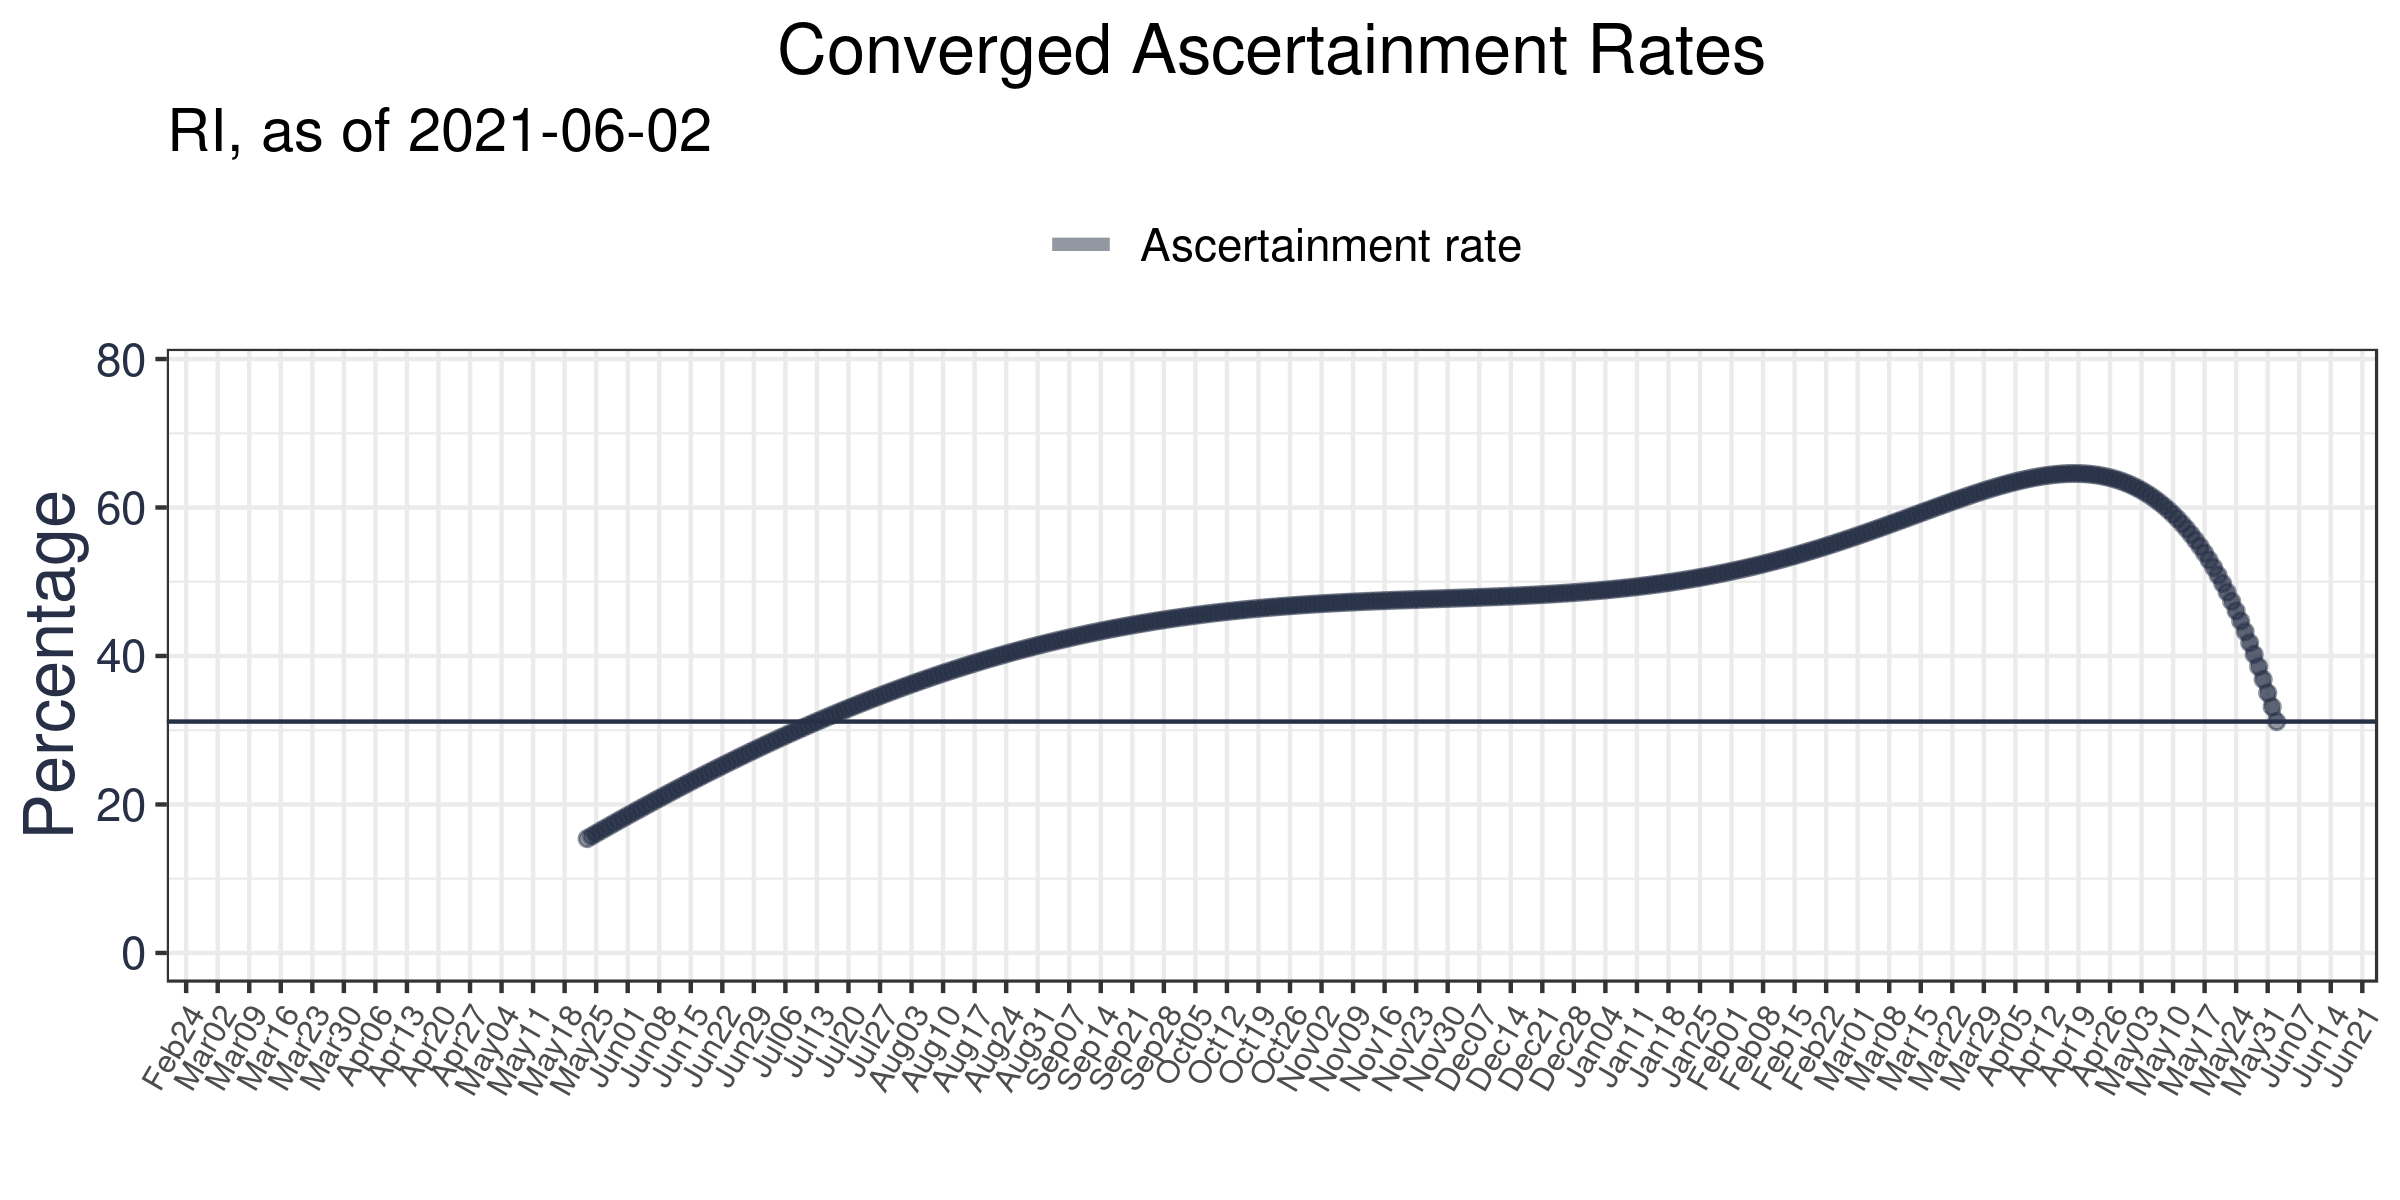 Converged Ascertainment Rates
RI, as of 2021-06-02
Ascertainment rate
Percentage
80
60
40
20
0
Feb24 Mar02 Mar09 Mar16 Mar23 Mar30 Apr06 Apr13 Apr20 Apr27 May04 May11 May18 May25 Jun01 Jun08 Jun15 Jun22 Jun29 Jul06 Jul13 Jul20 Jul27 Aug03 Aug10 Aug17 Aug24 Aug31 Sep07 Sep14 Sep21 Sep28 Oct05 Oct12 Oct19 Oct26 Nov02 Nov09 Nov16 Nov23 Nov30 Dec07 Dec14 Dec21 Dec28 Jan04 Jan11 Jan18 Jan25 Feb01 Feb08 Feb15 Feb22 Mar01 Mar08 Mar15 Mar22 Mar29 Apr05 Apr12 Apr19 Apr26 May03 May10 May17 May24 May31 Jun07 Jun14 Jun21